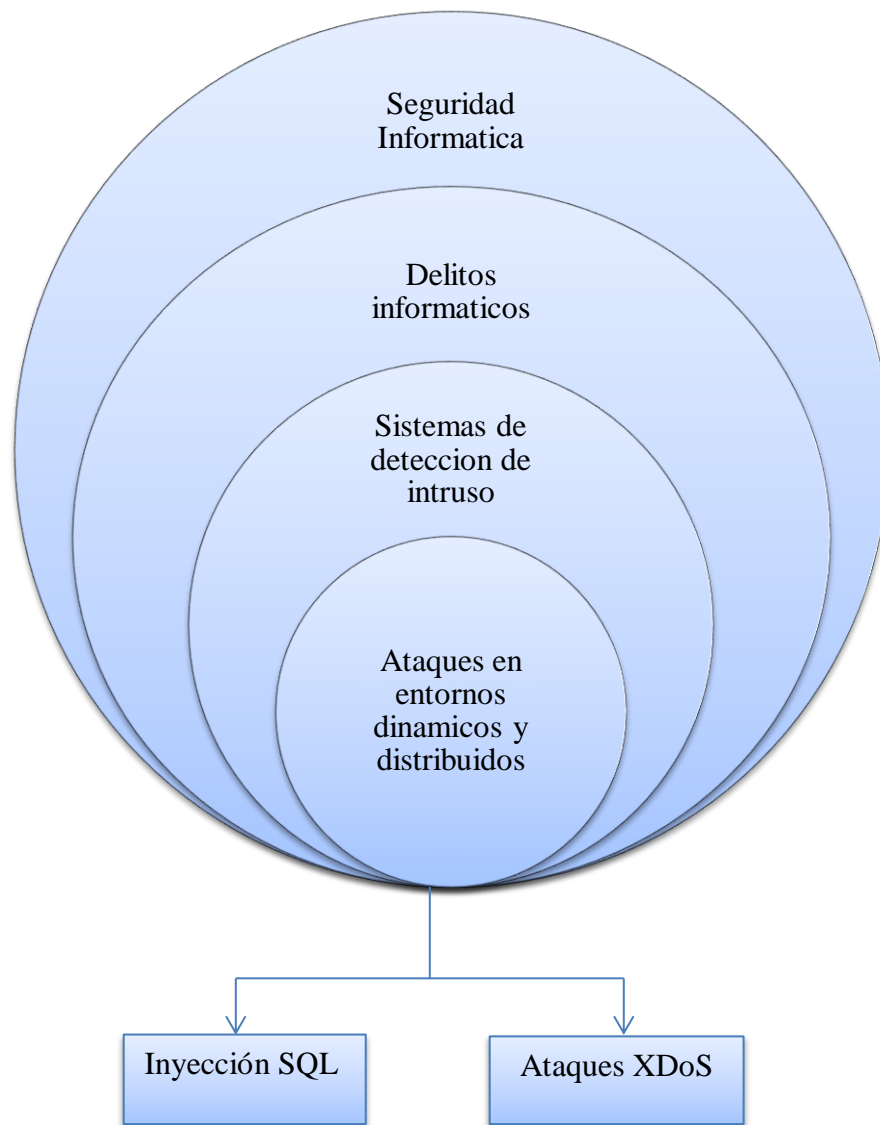 Seguridad
Informatica
Delitos
informaticos
Sistemas de
deteccion de
intruso
Ataques en
entornos
dinamicos y
distribuidos
Inyección SQL
Ataques XDoS